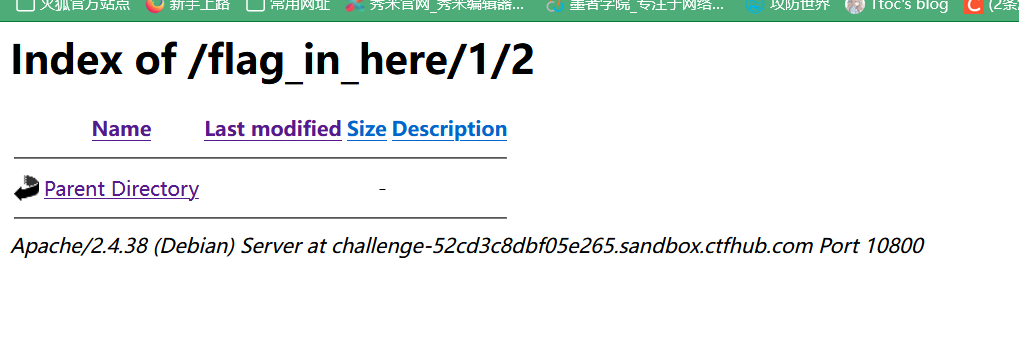 火狐官方站点 新手上路 常用网址 秀米官网_秀米编辑器... 墨者学院_专注于网络... 攻防世界 Ttoc's blog
Index of /flag_in_here/1/2
Name Last modified Size Description
Parent Directory -
Apache/2.4.38 (Debian) Server at challenge-52cd3c8dbf05e265.sandbox.ctfhub.com Port 10800